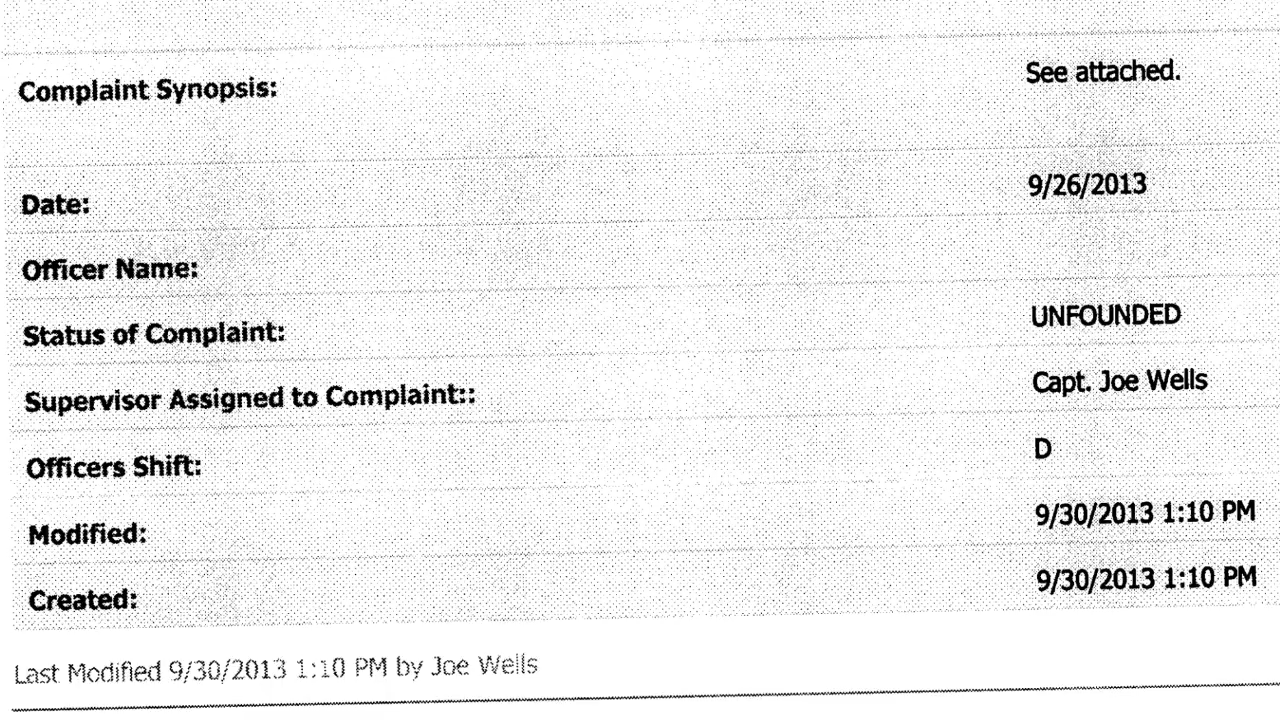 Complaint Synopsis: See attached.
Date: 9/26/2013
Officer Name:
Status of Complaint: UNFOUNDED
Supervisor Assigned to Complaint:: Capt. Joe Wells
Officers Shift: D
Modified: 9/30/2013 1:10 PM
Created: 9/30/2013 1:10 PM
Last Modified 9/30/2013 1:10 PM by Joe Wells